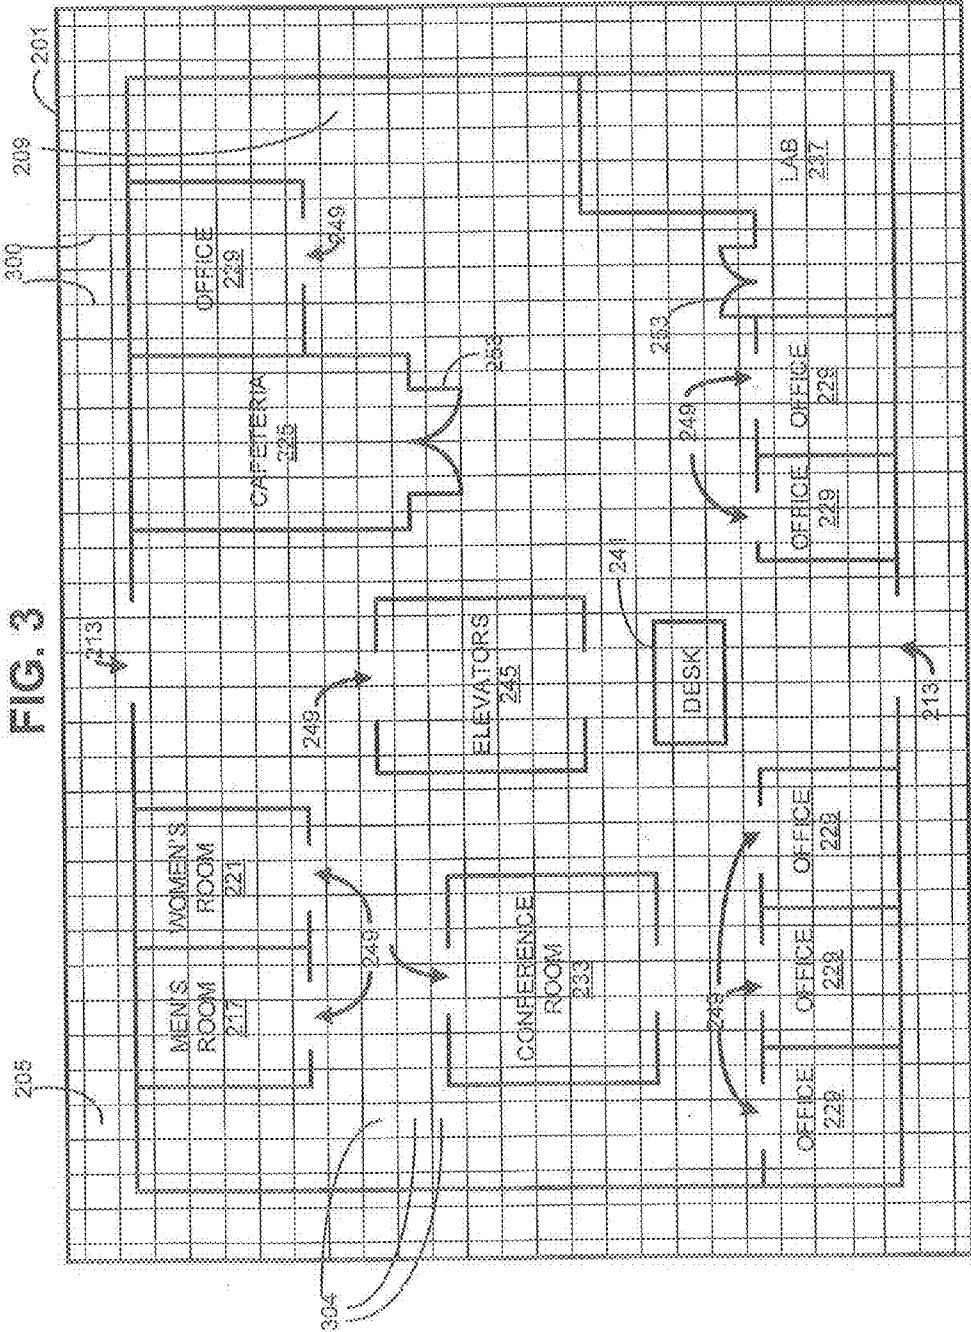 FIG. 3
205
300
209
201
213
MEN'S
ROOM
217
WOMEN'S
ROOM
221
CAFETERIA
225
OFFICE
229
249
304
249
249
253
ELEVATORS
245
CONFERENCE
ROOM
233
241
DESK
249
253
249
OFFICE
229
OFFICE
229
OFFICE
229
OFFICE
229
OFFICE
229
LAB
237
213